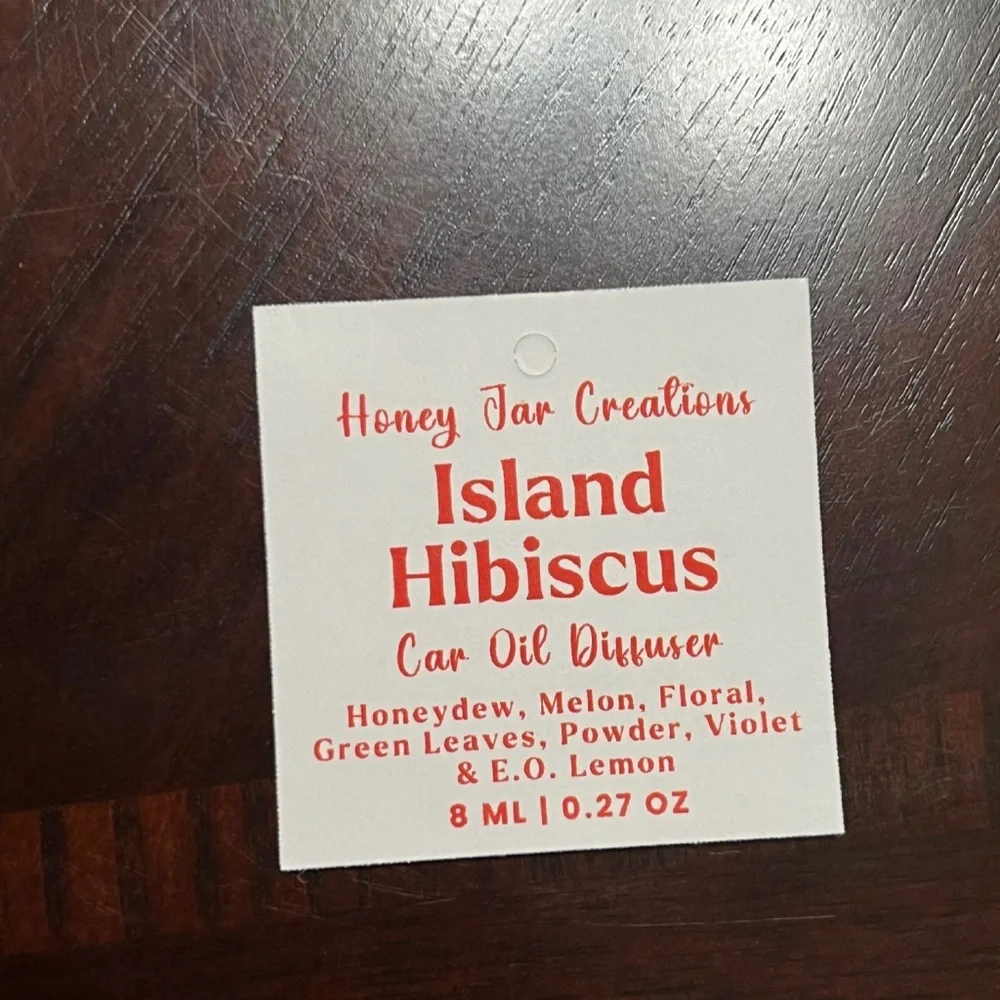 Honey Jar Creations
Island
Hibiscus
Car Oil Diffuser
Honeydew, Melon, Floral,
Green Leaves, Powder, Violet
& E.O. Lemon
8 ML | 0.27 OZ